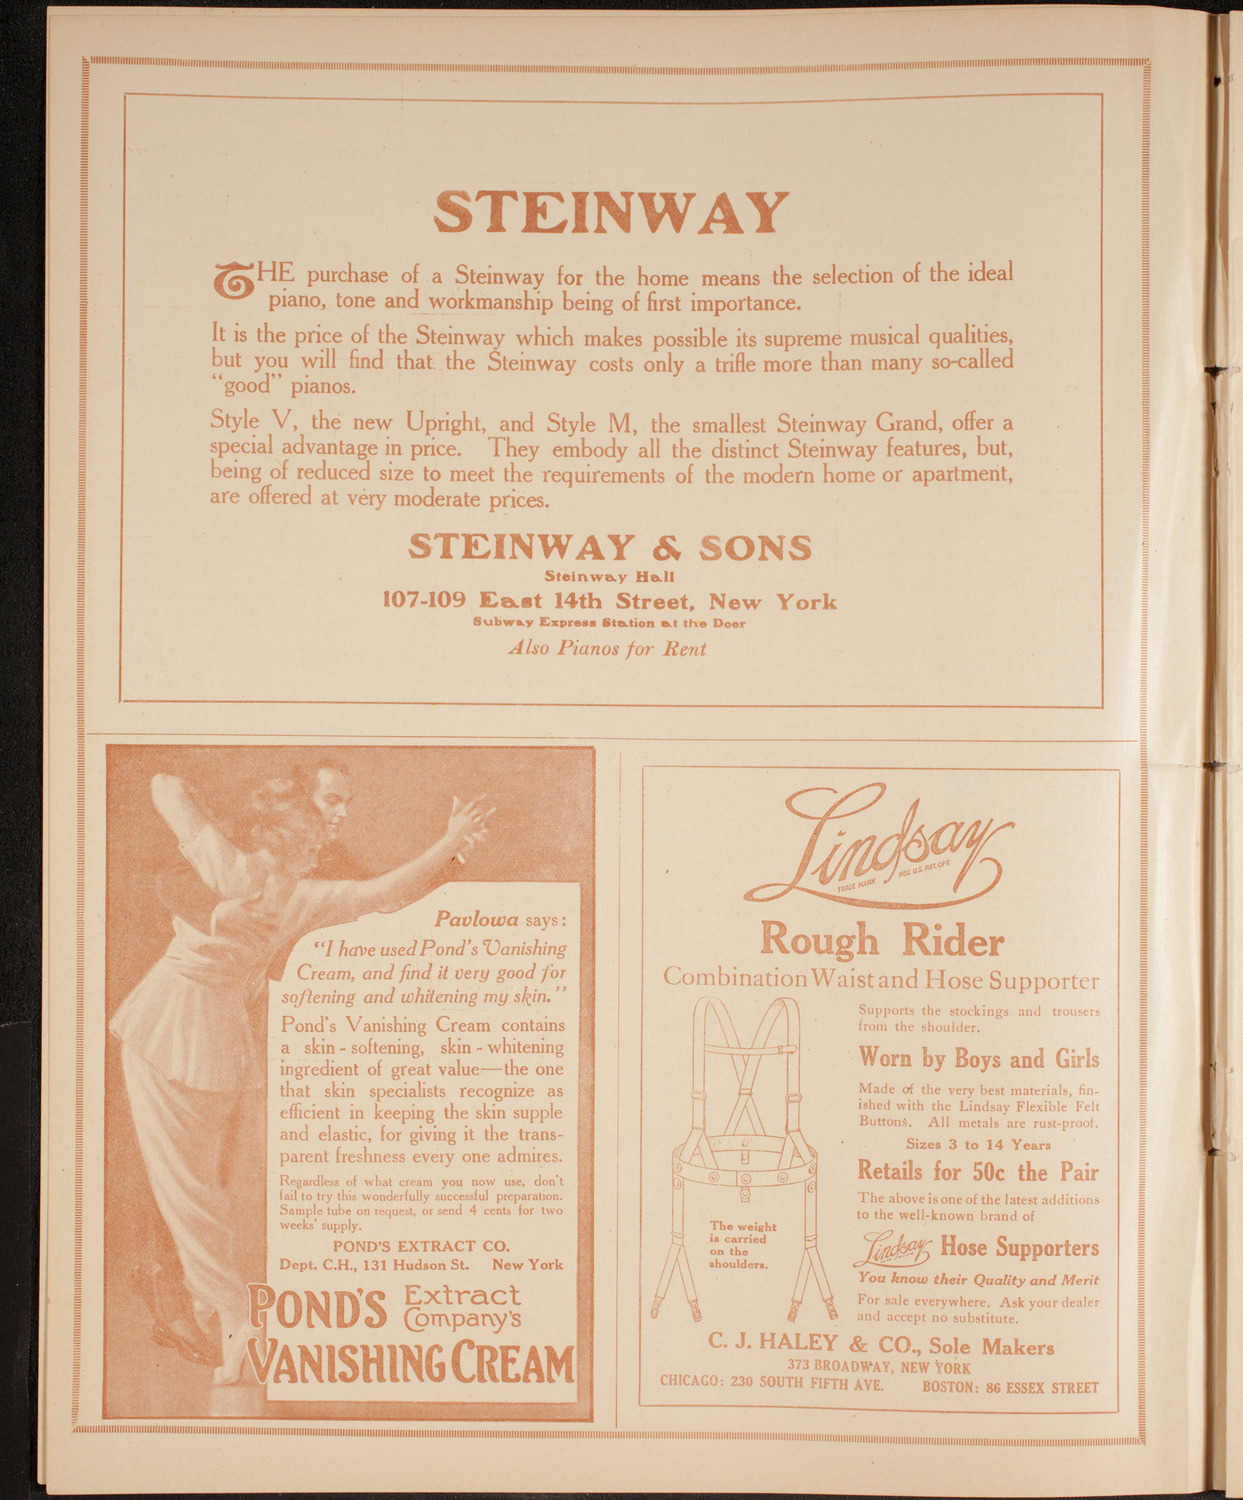 STEINWAY
THE purchase of a Steinway for the home means the selection of the ideal
piano, tone and workmanship being of first importance.
It is the price of the Steinway which makes possible its supreme musical qualities,
but you will find that the Steinway costs only a trifle more than many so-called
"good" pianos.
Style V, the new Upright, and Style M, the smallest Steinway Grand, offer a
special advantage in price. They embody all the distinct Steinway features, but,
being of reduced size to meet the requirements of the modern home or apartment,
are offered at very moderate prices.
STEINWAY & SONS
Steinway Hall
107-109 East 14th Street, New York
Subway Express Station at the Door
Also Pianos for Rent
Pavlowa says:
"I have used Pond's Vanishing
Cream, and find it very good for
softening and whitening my skin."
Pond's Vanishing Cream contains
a skin-softening, skin-whitening
ingredient of great value—the one
that skin specialists recognize as
efficient in keeping the skin supple
and elastic, for giving it the trans-
parent freshness every one admires.
Regardless of what cream you now use, don't
fail to try this wonderfully successful preparation.
Sample tube on request, or send 4 cents for two
weeks' supply.
POND'S EXTRACT CO.
Dept. C.H., 131 Hudson St. New York
POND'S Extract Company's
VANISHING CREAM
Lindsay
TRADE MARK REG. U.S. PAT. OFF.
Rough Rider
Combination Waist and Hose Supporter
Supports the stockings and trousers
from the shoulder.
Worn by Boys and Girls
Made of the very best materials, fin-
ished with the Lindsay Flexible Felt
Buttons. All metals are rust-proof.
Sizes 3 to 14 Years
Retails for 50c the Pair
The above is one of the latest additions
to the well-known brand of
Lindsay Hose Supporters
You know their Quality and Merit
For sale everywhere. Ask your dealer
and accept no substitute.
The weight
is carried
on the
shoulders.
C. J. HALEY & CO., Sole Makers
373 BROADWAY, NEW YORK
CHICAGO: 230 SOUTH FIFTH AVE. BOSTON: 86 ESSEX STREET